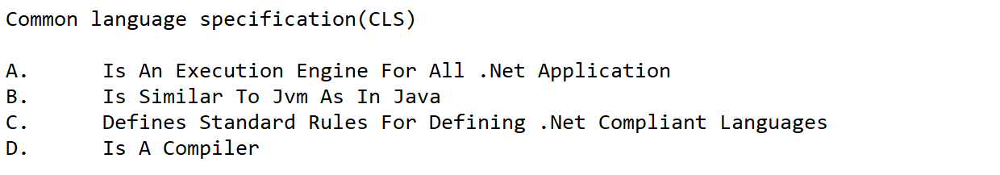 Common language specification(CLS)
A. Is An Execution Engine For All .Net Application
B. Is Similar To Jvm As In Java
C. Defines Standard Rules For Defining .Net Compliant Languages
D. Is A Compiler